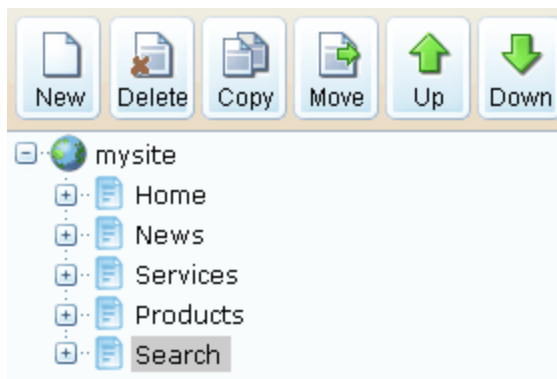 New Delete Copy Move Up Down
mysite
Home
News
Services
Products
Search